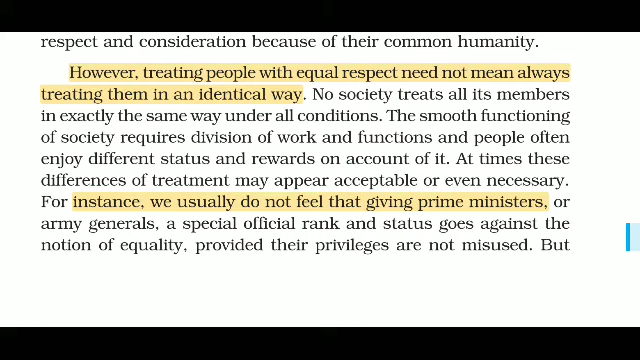 respect and consideration because of their common humanity.
However, treating people with equal respect need not mean always
treating them in an identical way. No society treats all its members
in exactly the same way under all conditions. The smooth functioning
of society requires division of work and functions and people often
enjoy different status and rewards on account of it. At times these
differences of treatment may appear acceptable or even necessary.
For instance, we usually do not feel that giving prime ministers, or
army generals, a special official rank and status goes against the
notion of equality, provided their privileges are not misused. But